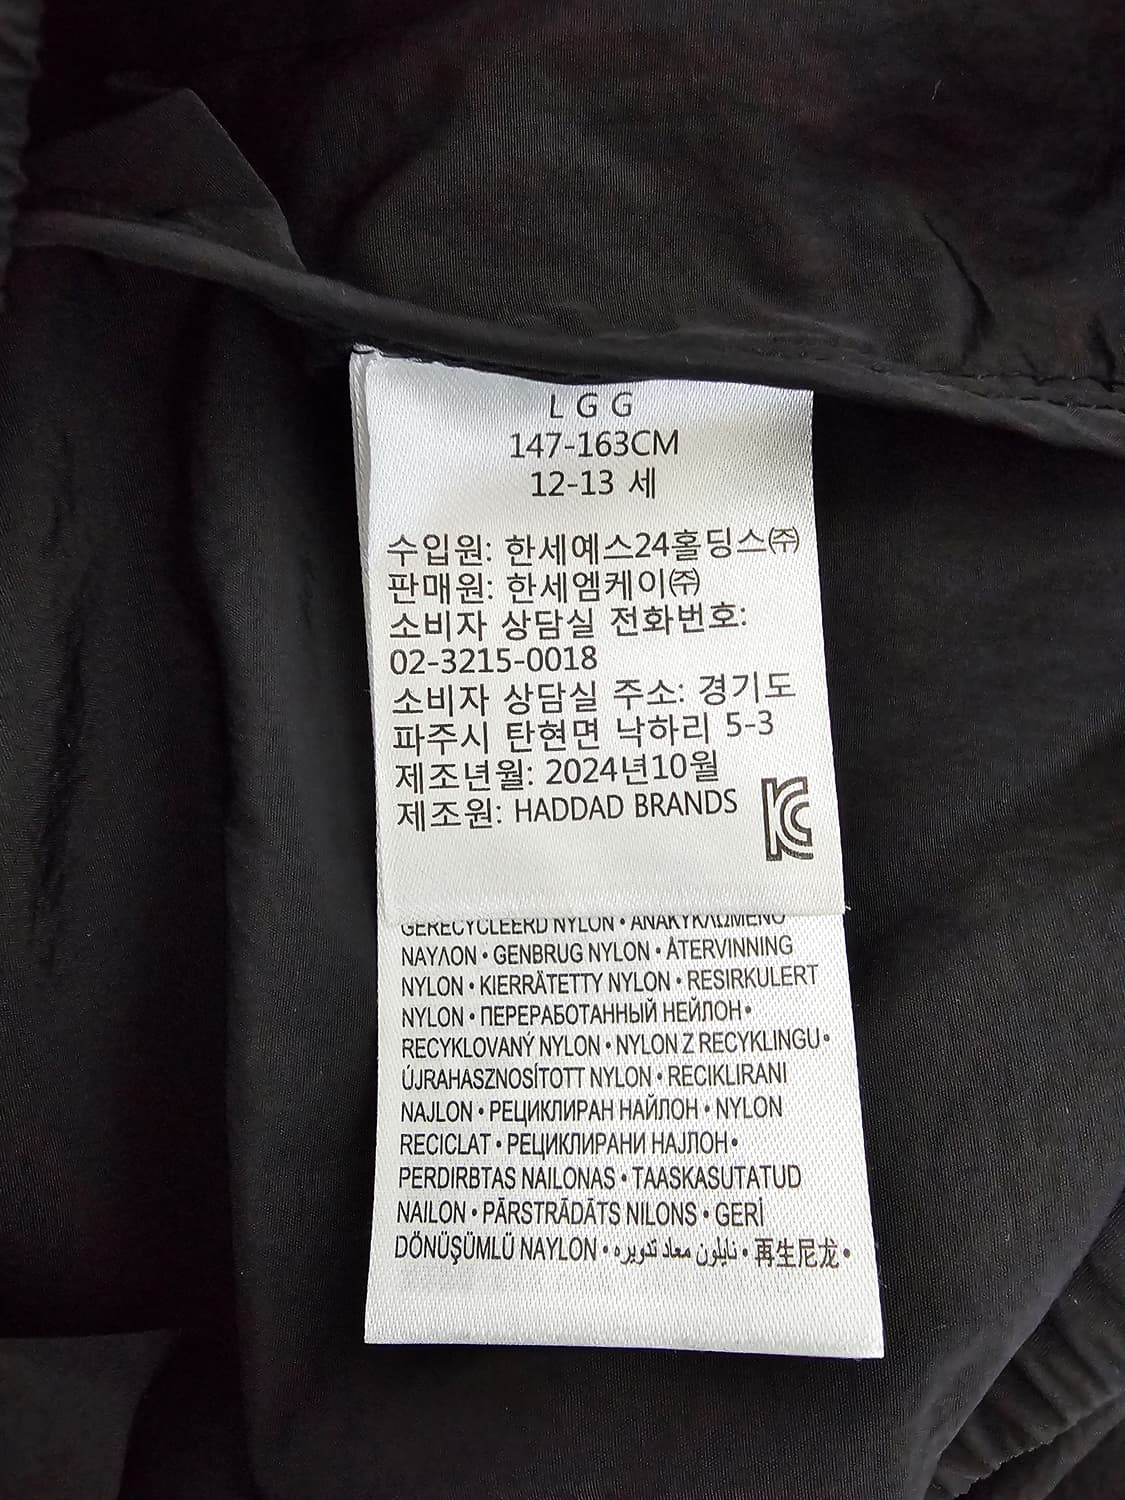 L G G
147-163CM
12-13 세
수입원: 한세예스24홀딩스㈜
판매원: 한세엠케이㈜
소비자 상담실 전화번호:
02-3215-0018
소비자 상담실 주소: 경기도
파주시 탄현면 낙하리 5-3
제조년월: 2024년10월
제조원: HADDAD BRANDS
GERECYCLEERD NYLON • ΑΝΑΚΥΚΛΩΜΕΝΟ
ΝΑΥΛΟΝ • GENBRUG NYLON • ÅTERVINNING
NYLON • KIERRÄTETTY NYLON • RESIRKULERT
NYLON • ПЕРЕРАБОТАННЫЙ НЕЙЛОН •
RECYKLOVANÝ NYLON • NYLON Z RECYKLINGU •
ÚJRAHASZNOSÍTOTT NYLON • RECIKLIRANI
NAJLON • РЕЦИКЛИРАН НАЙЛОН • NYLON
RECICLAT • РЕЦИКЛИРАНИ НАЈЛОН •
PERDIRBTAS NAILONAS • TAASKASUTATUD
NAILON • PĀRSTRĀDĀTS NILONS • GERİ
DÖNÜŞÜMLÜ NAYLON • نايلون معاد تدويره • 再生尼龙 •